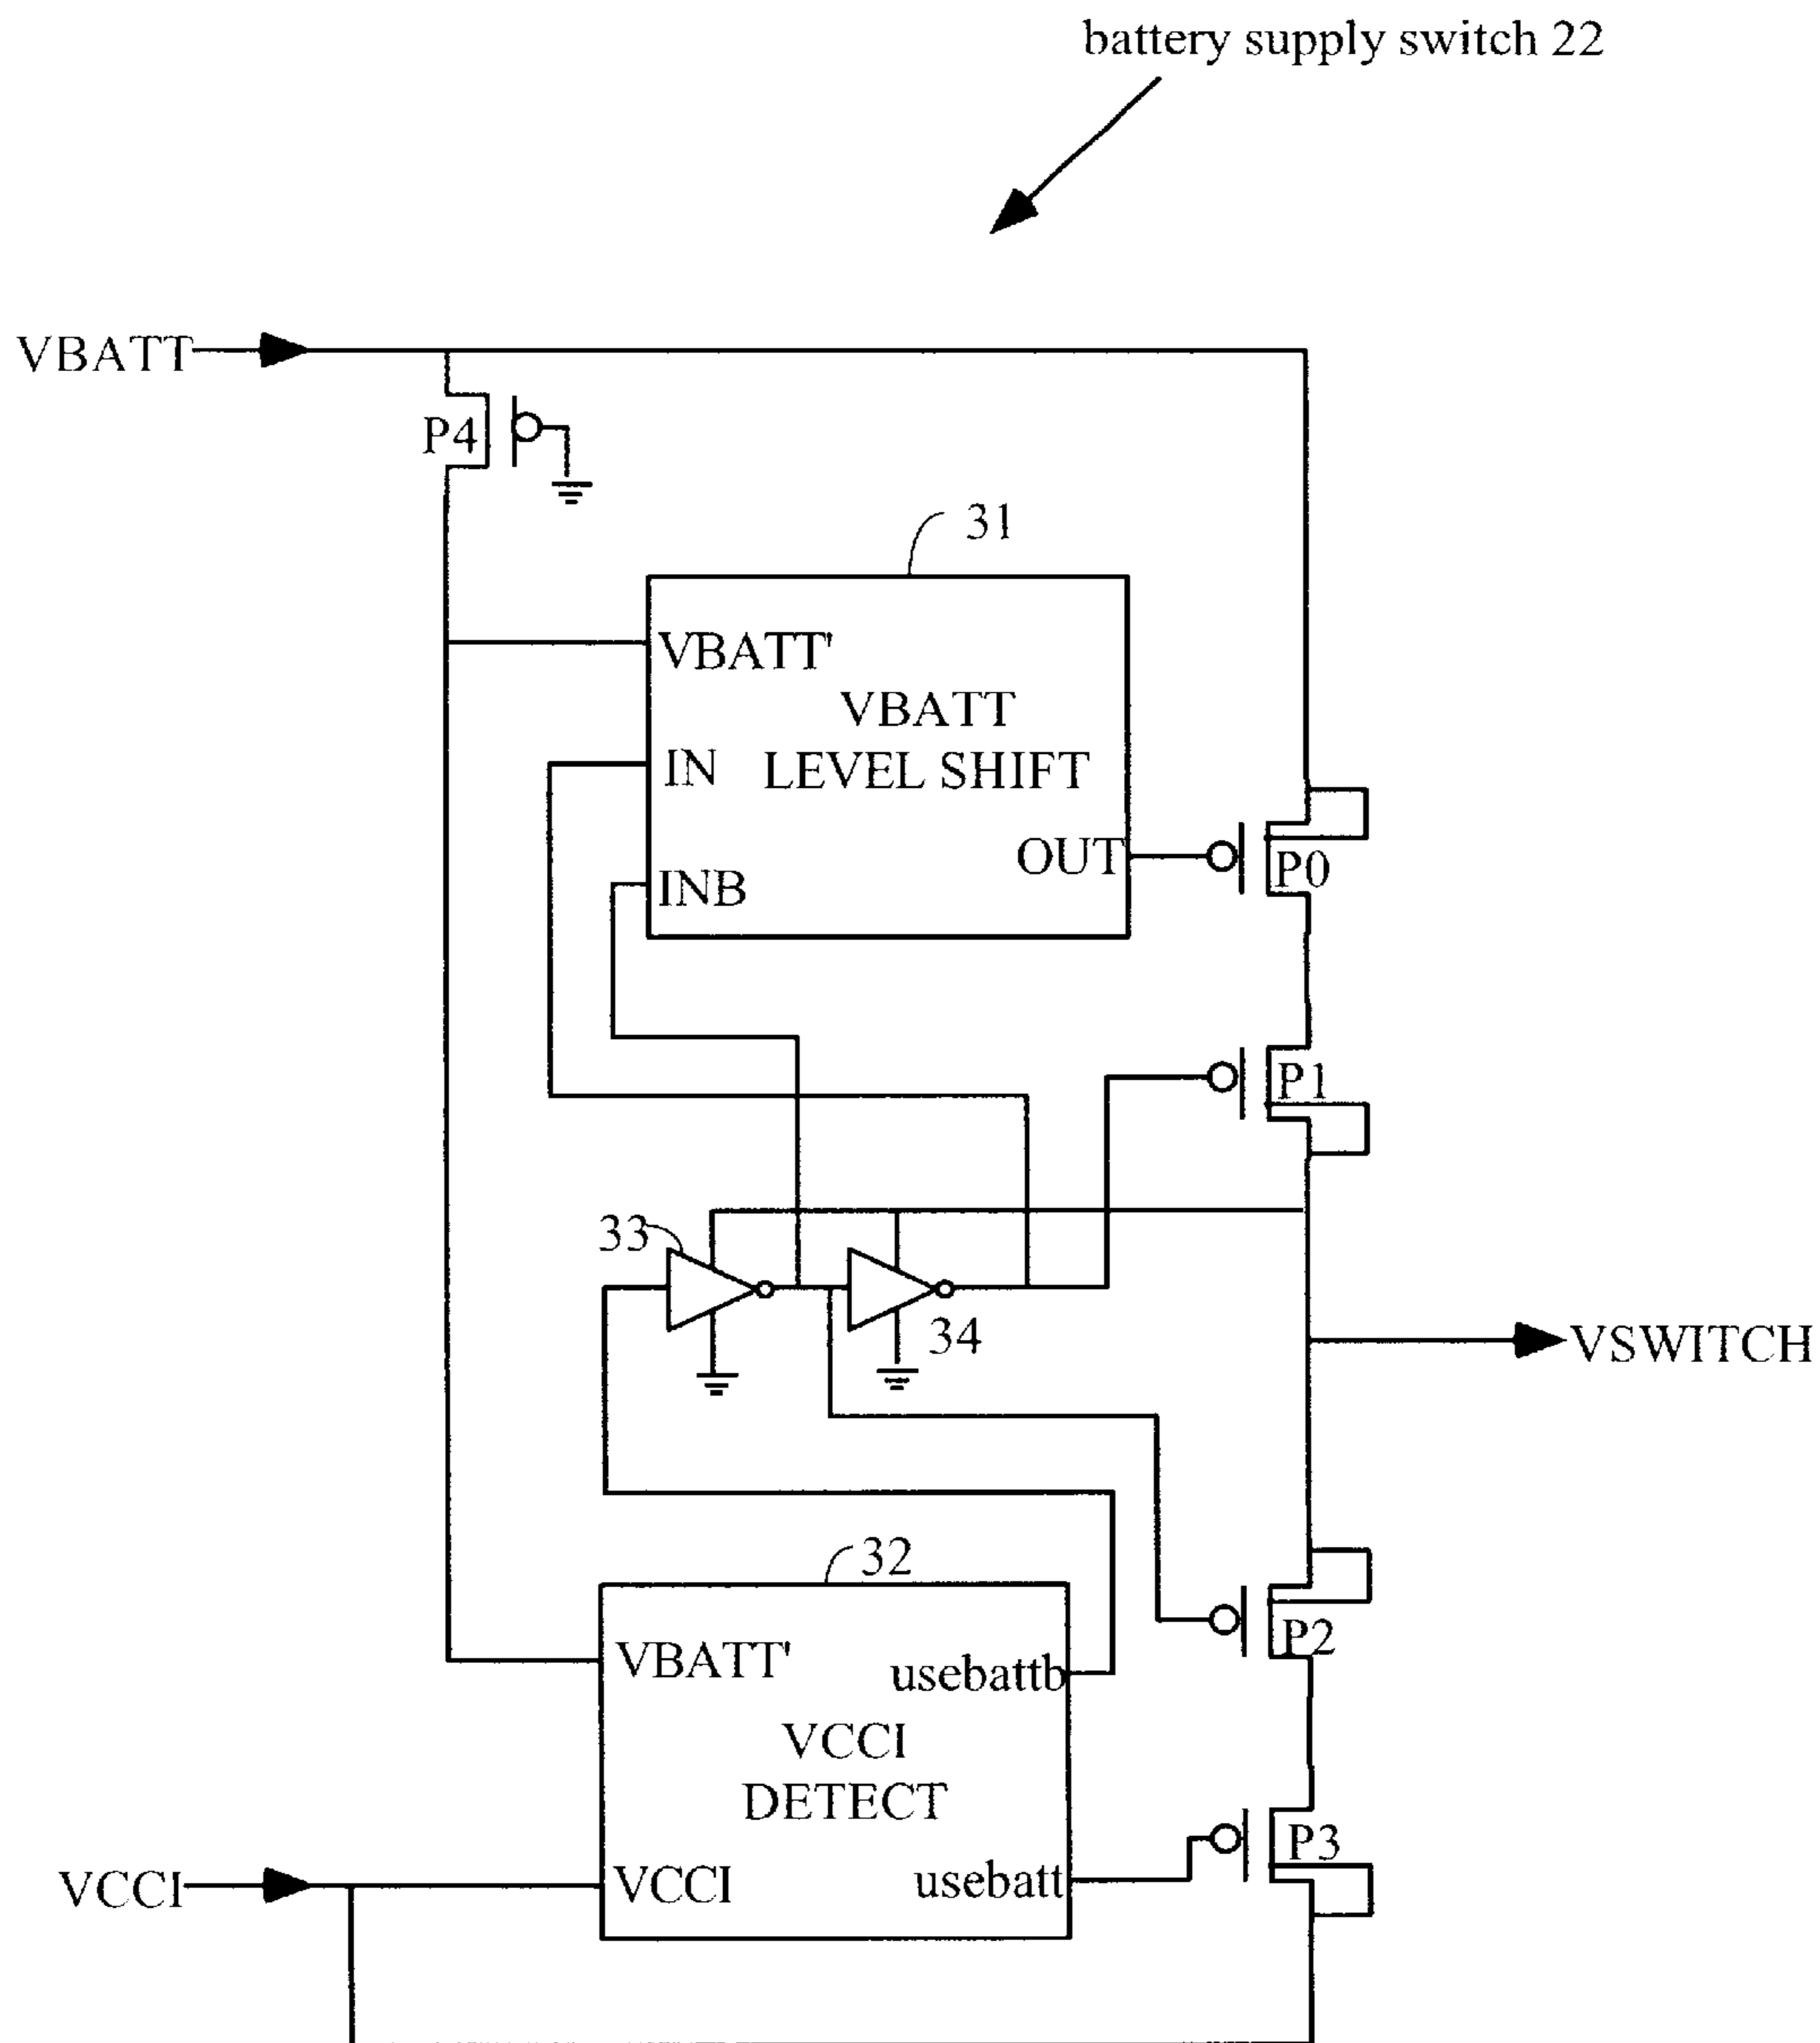 battery supply switch 22
VBATT
P4
31
VBATT'
VBATT
LEVEL SHIFT
IN
OUT
INB
P0
P1
33
34
VSWITCH
32
P2
VBATT'
usebattb
VCCI
DETECT
P3
VCCI
VCCI
usebatt